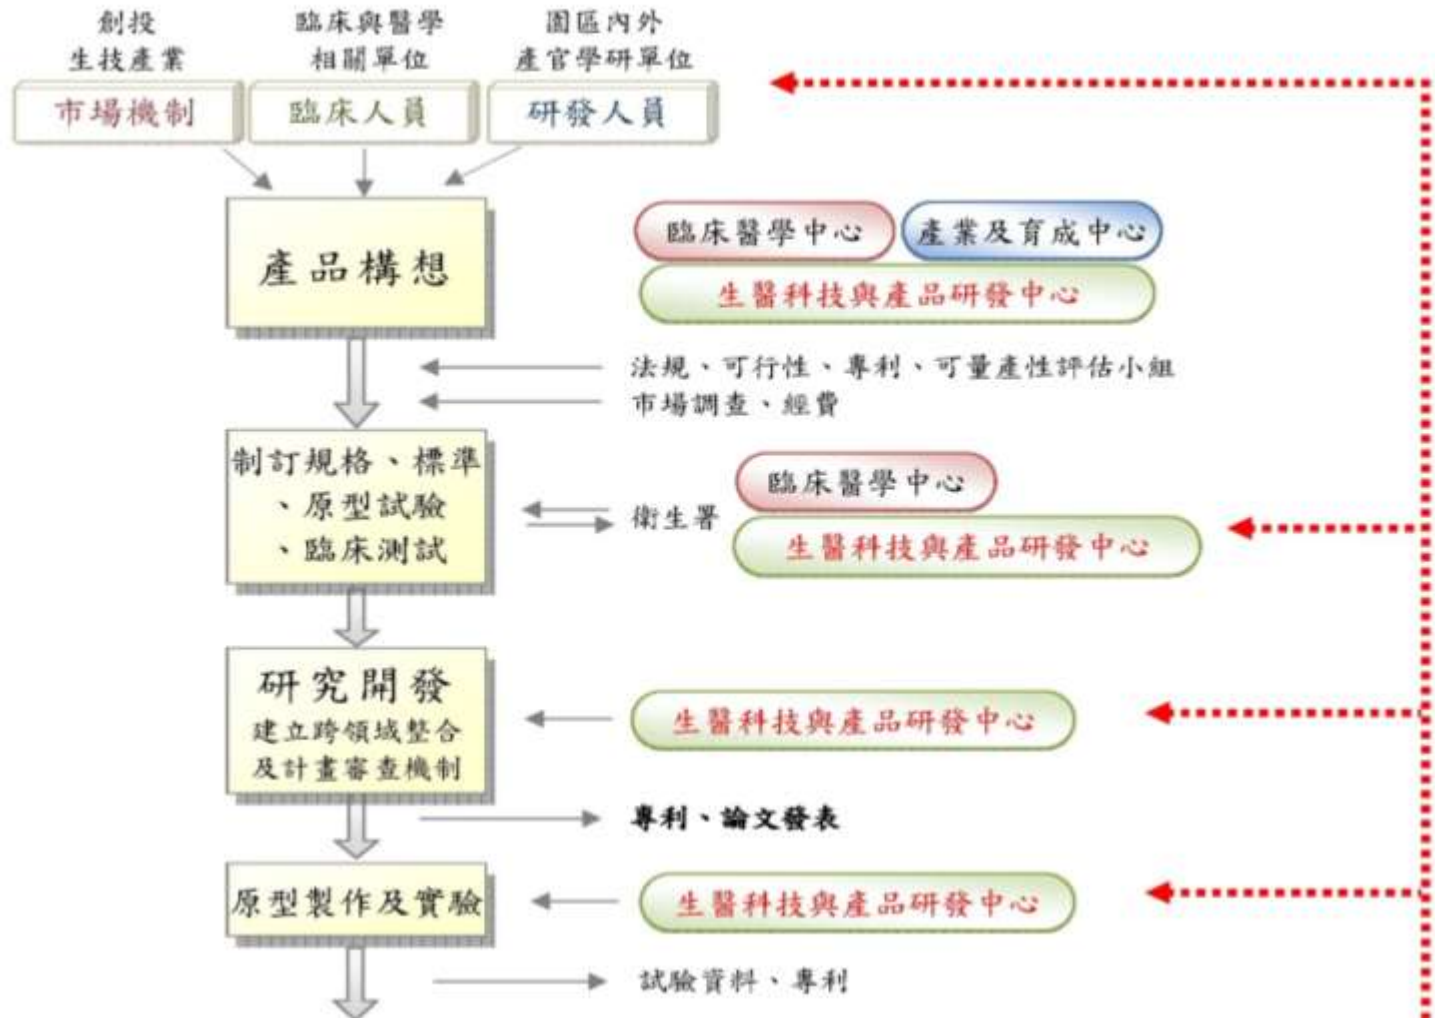 創投
生技產業
臨床與醫學
相關單位
園區內外
產官學研單位
市場機制
臨床人員
研發人員
產品構想
臨床醫學中心
產業及育成中心
生醫科技與產品研發中心
法規、可行性、專利、可量產性評估小組
市場調查、經費
制訂規格、標準
、原型試驗
、臨床測試
衛生署
臨床醫學中心
生醫科技與產品研發中心
研究開發
建立跨領域整合
及計畫審查機制
生醫科技與產品研發中心
專利、論文發表
原型製作及實驗
生醫科技與產品研發中心
試驗資料、專利